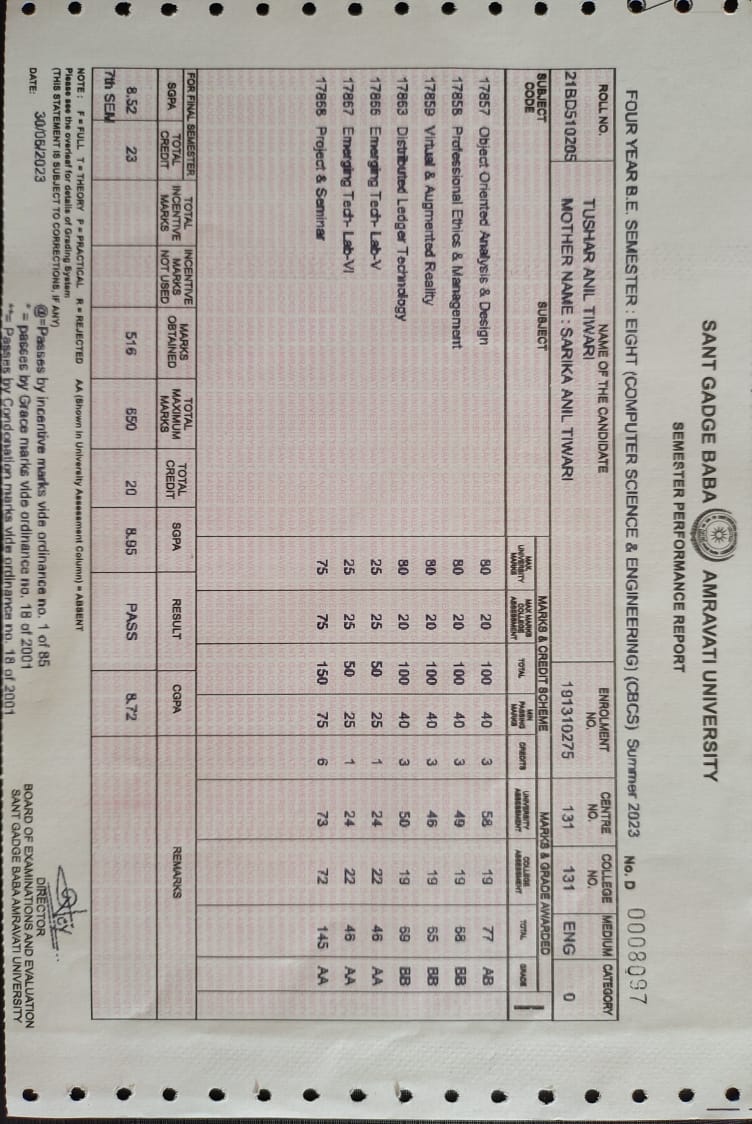 SANT GADGE BABA AMRAVATI UNIVERSITY
SEMESTER PERFORMANCE REPORT
FOUR YEAR B.E. SEMESTER : EIGHT (COMPUTER SCIENCE & ENGINEERING) (CBCS) Summer 2023 No. D 0008097
ROLL NO. NAME OF THE CANDIDATE ENROLMENT NO. CENTRE NO. COLLEGE NO. MEDIUM CATEGORY
TUSHAR ANIL TIWARI
21BD510205 MOTHER NAME : SARIKA ANIL TIWARI 191310275 131 131 ENG 0
SUBJECT CODE SUBJECT MARKS & CREDIT SCHEME MARKS & GRADE AWARDED
MAX UNIVERSITY MARKS MAX MARKS COLLEGE ASSESSMENT TOTAL MIN PASSING MARKS CREDITS UNIVERSITY ASSESSMENT COLLEGE ASSESSMENT TOTAL GRADE
17857 Object Oriented Analysis & Design 80 20 100 40 3 58 19 77 AB
17858 Professional Ethics & Management 80 20 100 40 3 49 19 68 BB
17859 Virtual & Augmented Reality 80 20 100 40 3 46 19 65 BB
17863 Distributed Ledger Technology 80 20 100 40 3 50 19 69 BB
17866 Emerging Tech- Lab-V 25 25 50 25 1 24 22 46 AA
17867 Emerging Tech- Lab-VI 25 25 50 25 1 24 22 46 AA
17868 Project & Seminar 75 75 150 75 6 73 72 145 AA
FOR FINAL SEMESTER
SGPA TOTAL CREDIT TOTAL INCENTIVE MARKS INCENTIVE MARKS NOT USED MARKS OBTAINED TOTAL MAXIMUM MARKS TOTAL CREDIT SGPA RESULT CGPA REMARKS
8.52 23 516 650 20 8.95 PASS 8.72
7th SEM
NOTE : F = FULL T = THEORY P = PRACTICAL R = REJECTED AA (Shown in University Assessment Column) = ABSENT
Please see the overleaf for details of Grading System
(THIS STATEMENT IS SUBJECT TO CORRECTIONS, IF ANY)
@=Passes by incentive marks vide ordinance no. 1 of 85
DATE: 30/06/2023
* = passes by Grace marks vide ordinance no. 18 of 2001
**= Passes by Condonation marks vide ordinance no. 18 of 2001
DIRECTOR
BOARD OF EXAMINATIONS AND EVALUATION
SANT GADGE BABA AMRAVATI UNIVERSITY